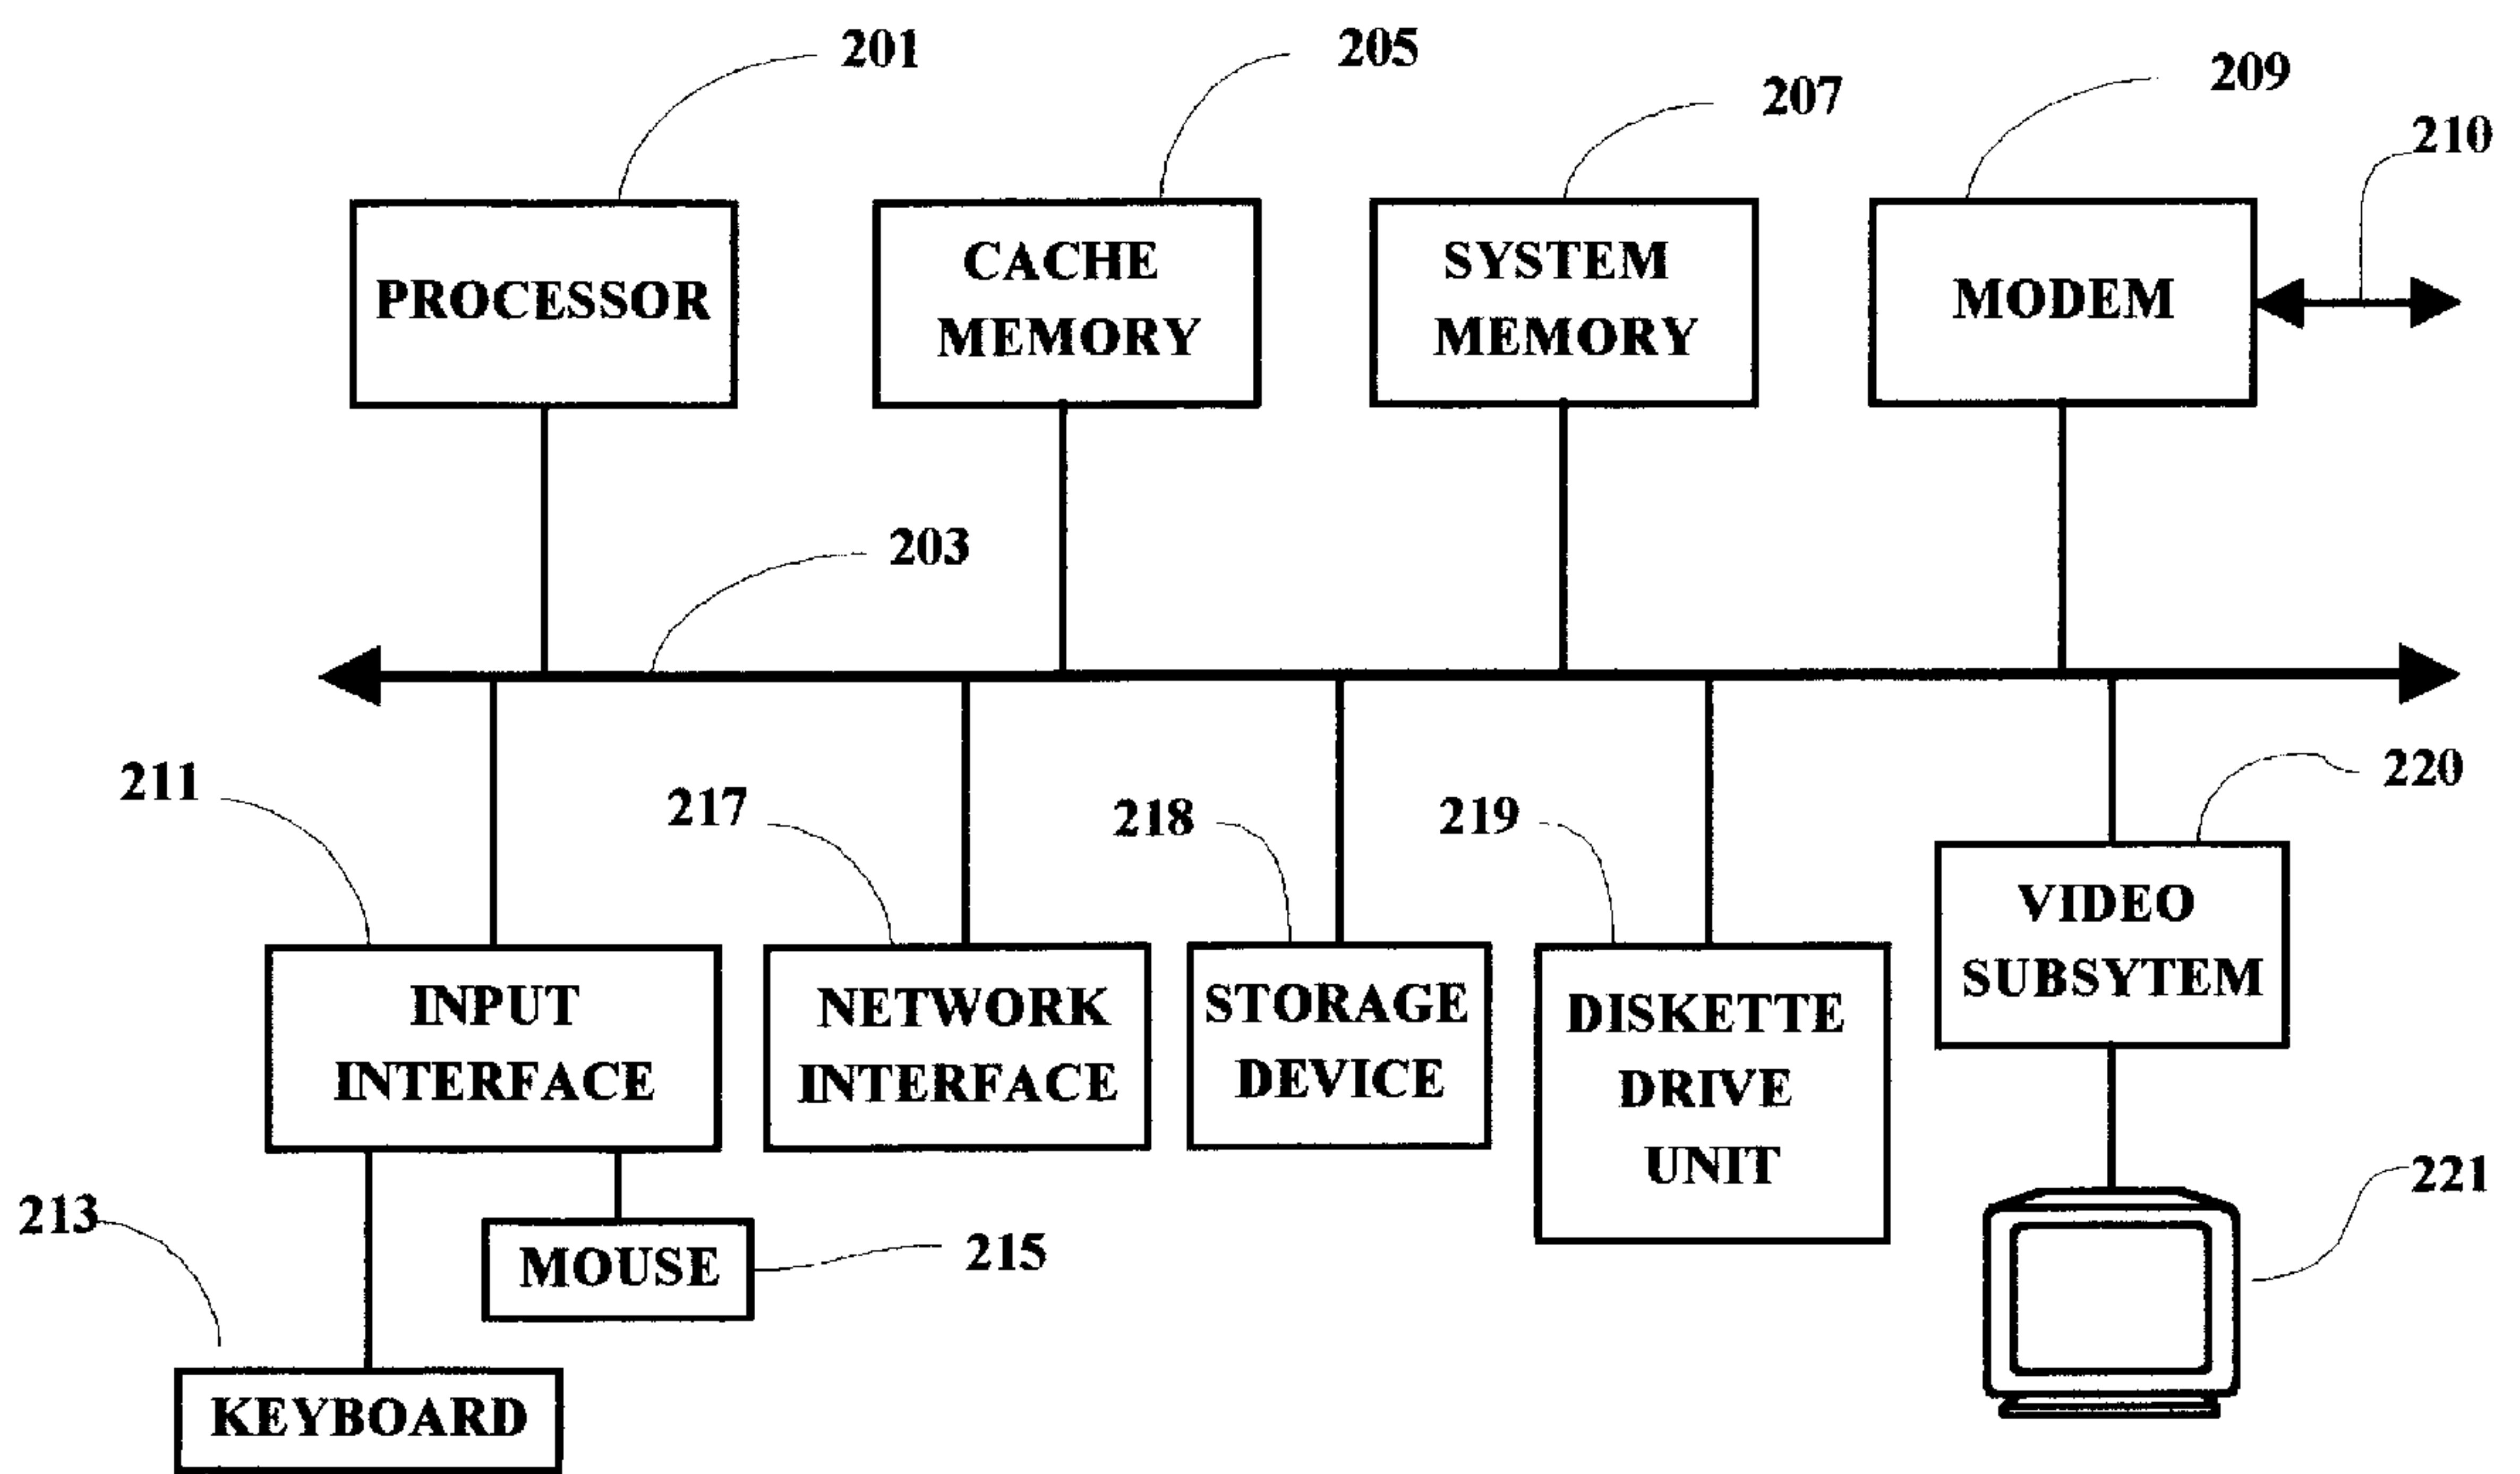 201
205
207
209
210
PROCESSOR
CACHE
MEMORY
SYSTEM
MEMORY
MODEM
203
211
217
218
219
220
INPUT
INTERFACE
NETWORK
INTERFACE
STORAGE
DEVICE
DISKETTE
DRIVE
UNIT
VIDEO
SUBSYTEM
213
MOUSE
215
221
KEYBOARD